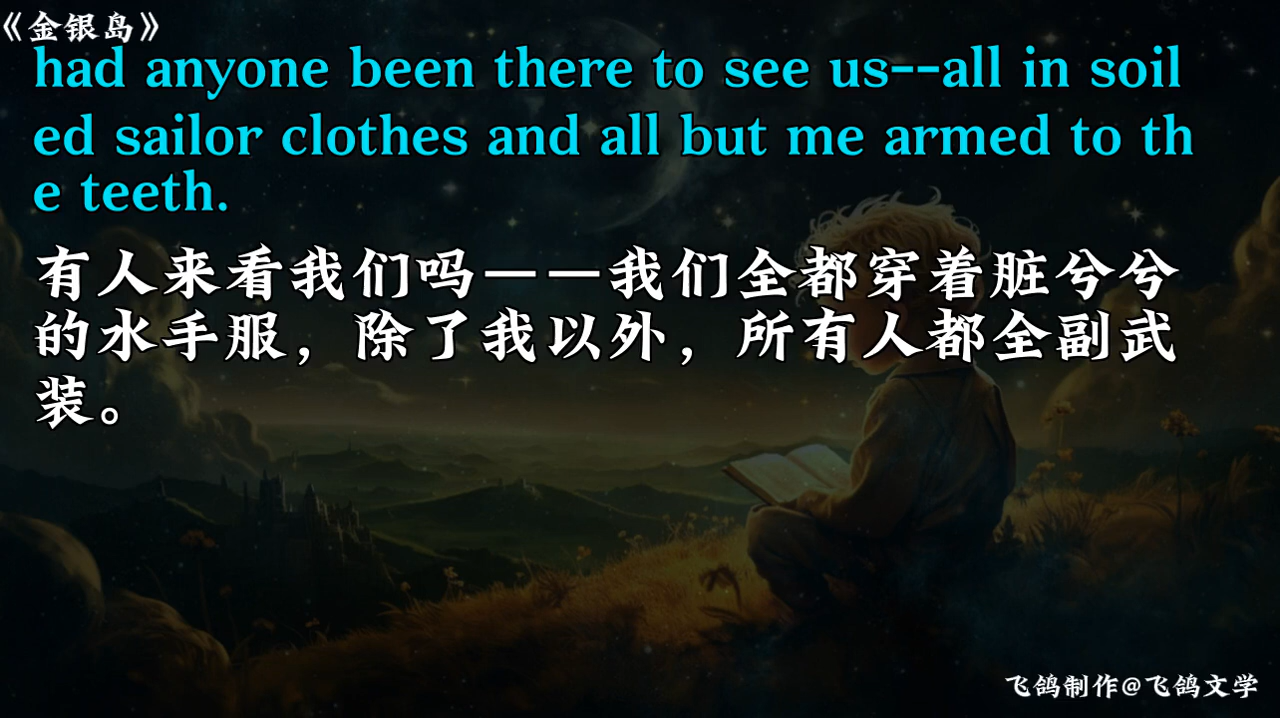 《金银岛》
had anyone been there to see us--all in soil
ed sailor clothes and all but me armed to th
e teeth.
有人来看我们吗——我们全都穿着脏兮兮
的水手服，除了我以外，所有人都全副武
装。
飞鸽制作@飞鸽文学